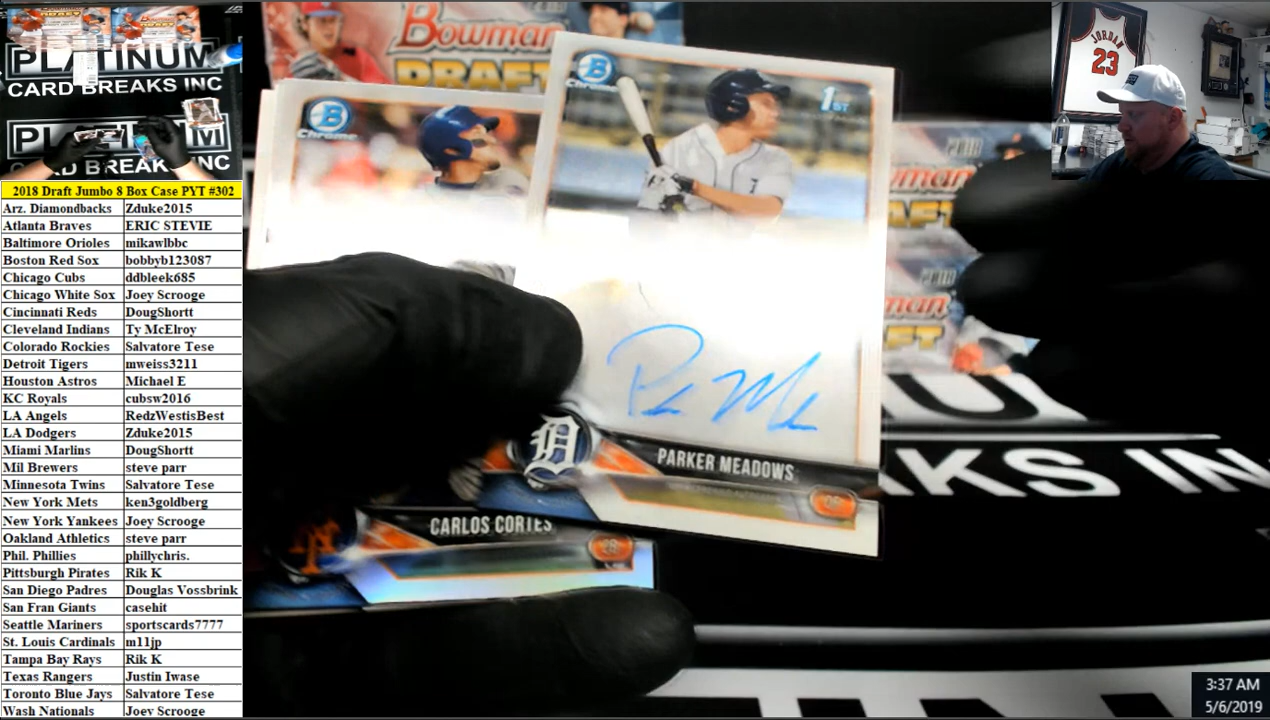 PLATINUM
CARD BREAKS INC
2018 Draft Jumbo 8 Box Case PYT #302
Arz. Diamondbacks Zduke2015
Atlanta Braves ERIC STEVIE
Baltimore Orioles mikawlbbc
Boston Red Sox bobbyb123087
Chicago Cubs ddbleek685
Chicago White Sox Joey Scrooge
Cincinnati Reds DougShortt
Cleveland Indians Ty McElroy
Colorado Rockies Salvatore Tese
Detroit Tigers mweiss3211
Houston Astros Michael E
KC Royals cubsw2016
LA Angels RedzWestisBest
LA Dodgers Zduke2015
Miami Marlins DougShortt
Mil Brewers steve parr
Minnesota Twins Salvatore Tese
New York Mets ken3goldberg
New York Yankees Joey Scrooge
Oakland Athletics steve parr
Phil. Phillies phillychris.
Pittsburgh Pirates Rik K
San Diego Padres Douglas Vossbrink
San Fran Giants casehit
Seattle Mariners sportscards7777
St. Louis Cardinals m11jp
Tampa Bay Rays Rik K
Texas Rangers Justin Iwase
Toronto Blue Jays Salvatore Tese
Wash Nationals Joey Scrooge
Bowman
DRAFT
B
Chrome
B
Chrome
1ST
D
PARKER MEADOWS
OF
CARLOS CORTES
2B
JORDAN
23
2018
2018
KS IN
3:37 AM
5/6/2019